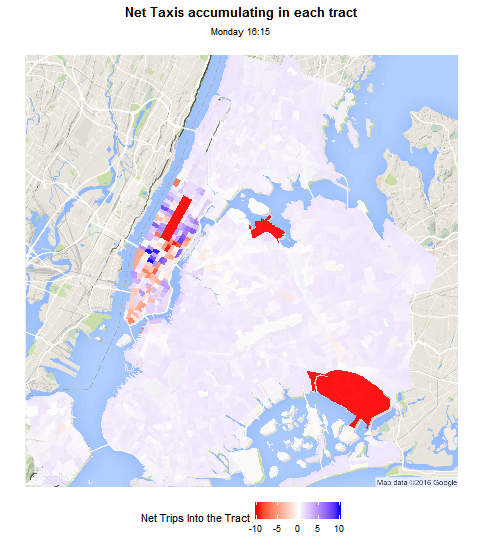 Net Taxis accumulating in each tract
Monday 16:15
Map data ©2016 Google
Net Trips Into the Tract
-10 -5 0 5 10